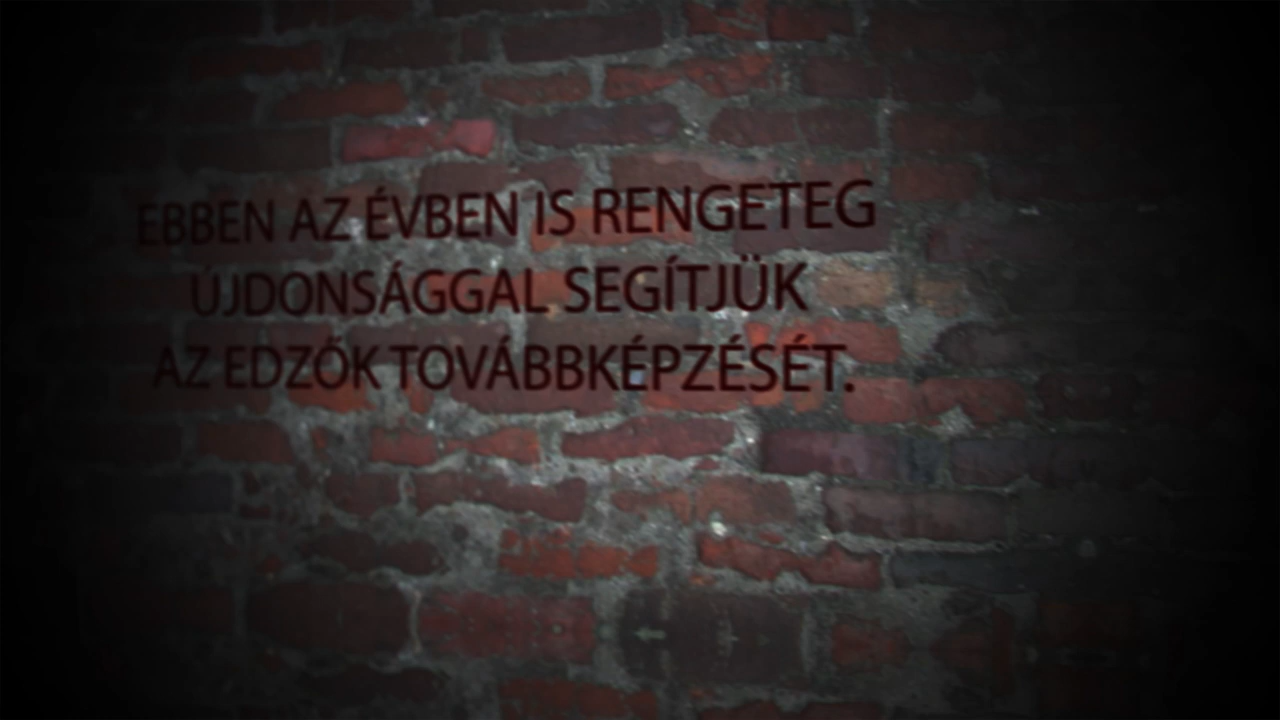 EBBEN AZ ÉVBEN IS RENGETEG
ÚJDONSÁGGAL SEGÍTJÜK
AZ EDZŐK TOVÁBBKÉPZÉSÉT.